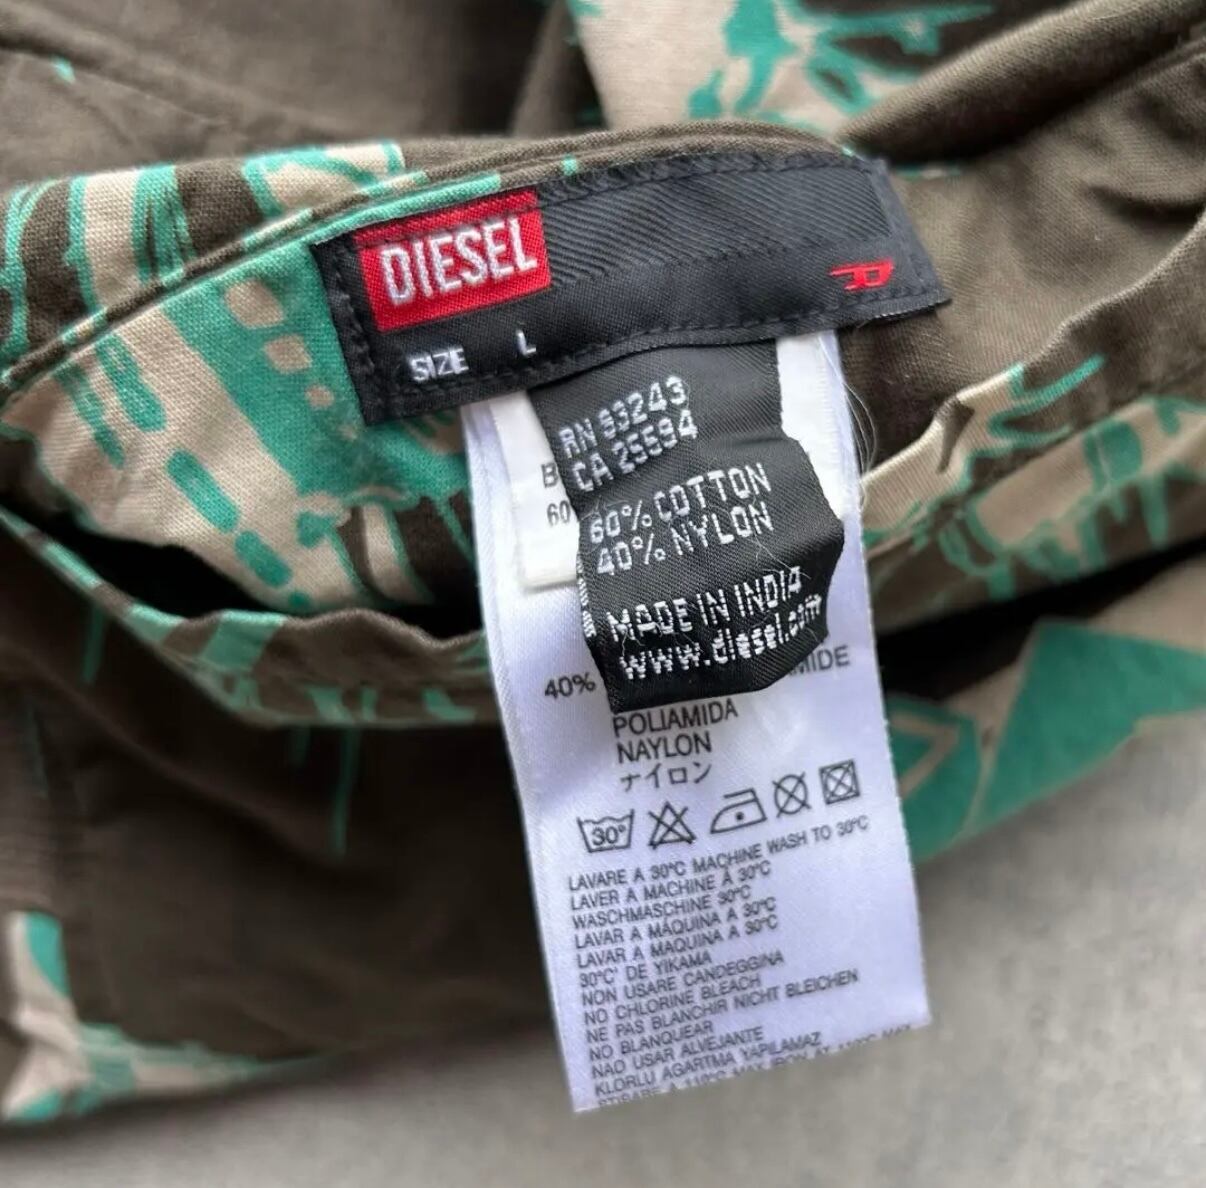 DIESEL
SIZE L
RN 93243
CA 25594
60% COTTON
40% NYLON
MADE IN INDIA
www.diesel.com
60
40%
POLIAMIDA
NAYLON
ナイロン
30°
LAVARE A 30°C MACHINE WASH TO 30°C
LAVER A MACHINE À 30°C
WASCHMASCHINE 30°C
LAVAR A MÁQUINA A 30°C
LAVAR A MAQUINA A 30°C
30°C' DE YIKAMA
NON USARE CANDEGGINA
NO CHLORINE BLEACH
NE PAS BLANCHIR NICHT BLEICHEN
NO BLANQUEAR
NAO USAR ALVEJANTE
KLORLU AGARTMA YAPILAMAZ